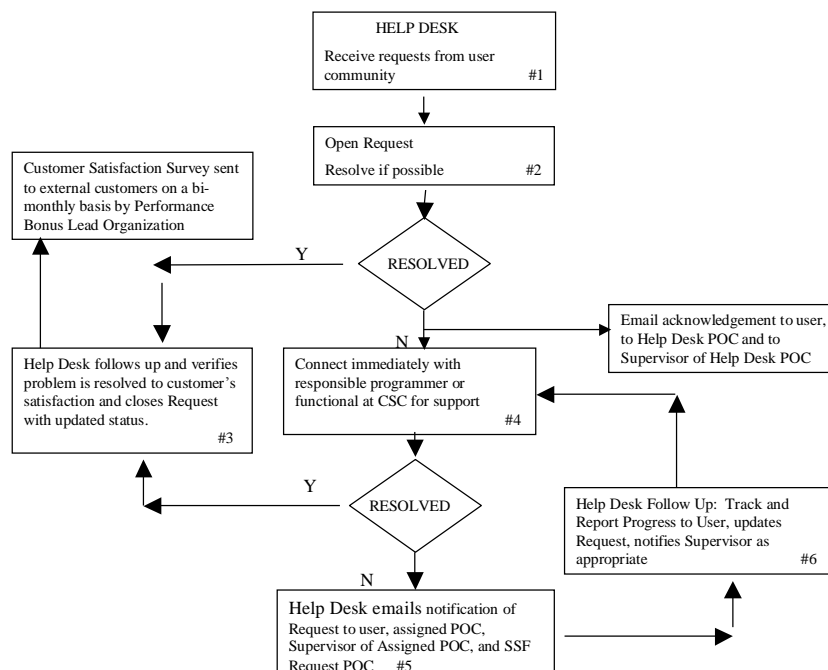 HELP DESK
Receive requests from user
community #1
Open Request
Resolve if possible #2
Customer Satisfaction Survey sent
to external customers on a bi-
monthly basis by Performance
Bonus Lead Organization
Y
RESOLVED
N
Email acknowledgement to user,
to Help Desk POC and to
Supervisor of Help Desk POC
Help Desk follows up and verifies
problem is resolved to customer’s
satisfaction and closes Request
with updated status.
#3
Connect immediately with
responsible programmer or
functional at CSC for support
#4
Y
RESOLVED
N
Help Desk Follow Up: Track and
Report Progress to User, updates
Request, notifies Supervisor as
appropriate #6
Help Desk emails notification of
Request to user, assigned POC,
Supervisor of Assigned POC, and SSF
Request POC #5